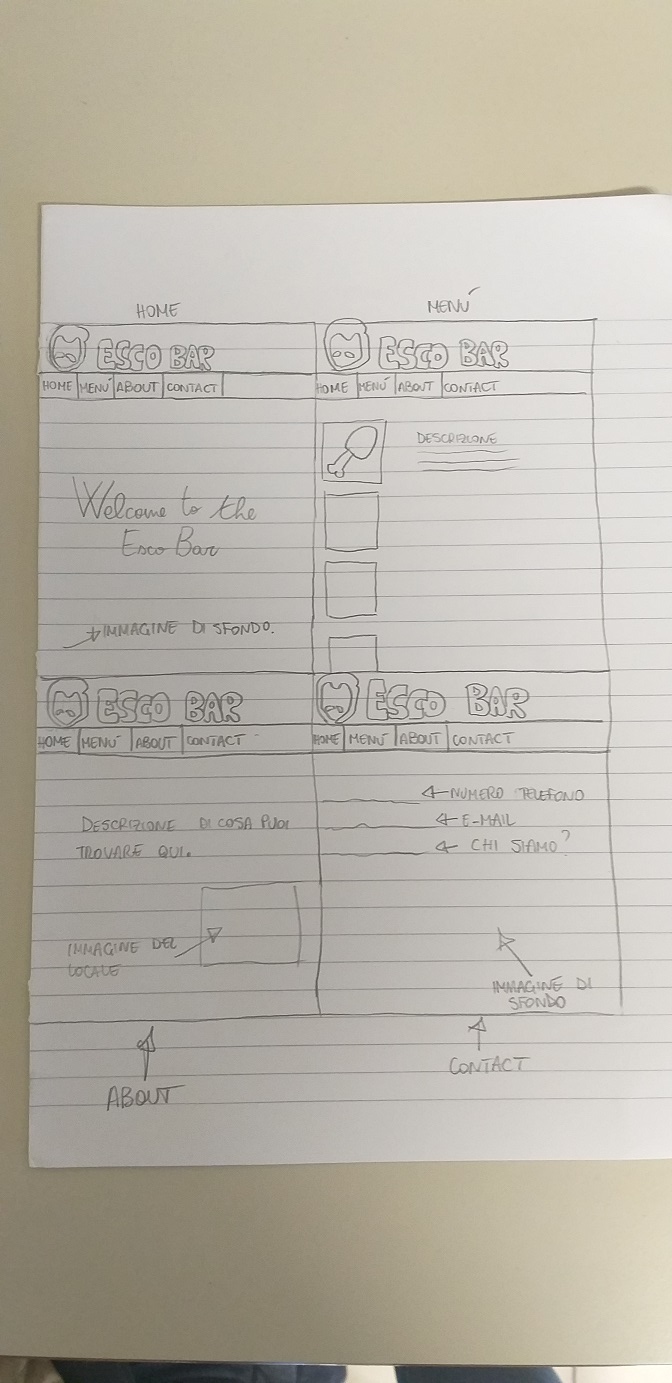 HOME
ESCO BAR
HOME MENÚ ABOUT CONTACT
Welcome to the
Esco Bar
IMMAGINE DI SFONDO.
MENÚ
ESCO BAR
HOME MENÚ ABOUT CONTACT
DESCRIZIONE
ESCO BAR
HOME MENÚ ABOUT CONTACT
DESCRIZIONE DI COSA PUOI
TROVARE QUI.
IMMAGINE DEL
LOCALE
ABOUT
ESCO BAR
HOME MENÚ ABOUT CONTACT
NUMERO TELEFONO
E-MAIL
CHI SIAMO?
IMMAGINE DI
SFONDO
CONTACT